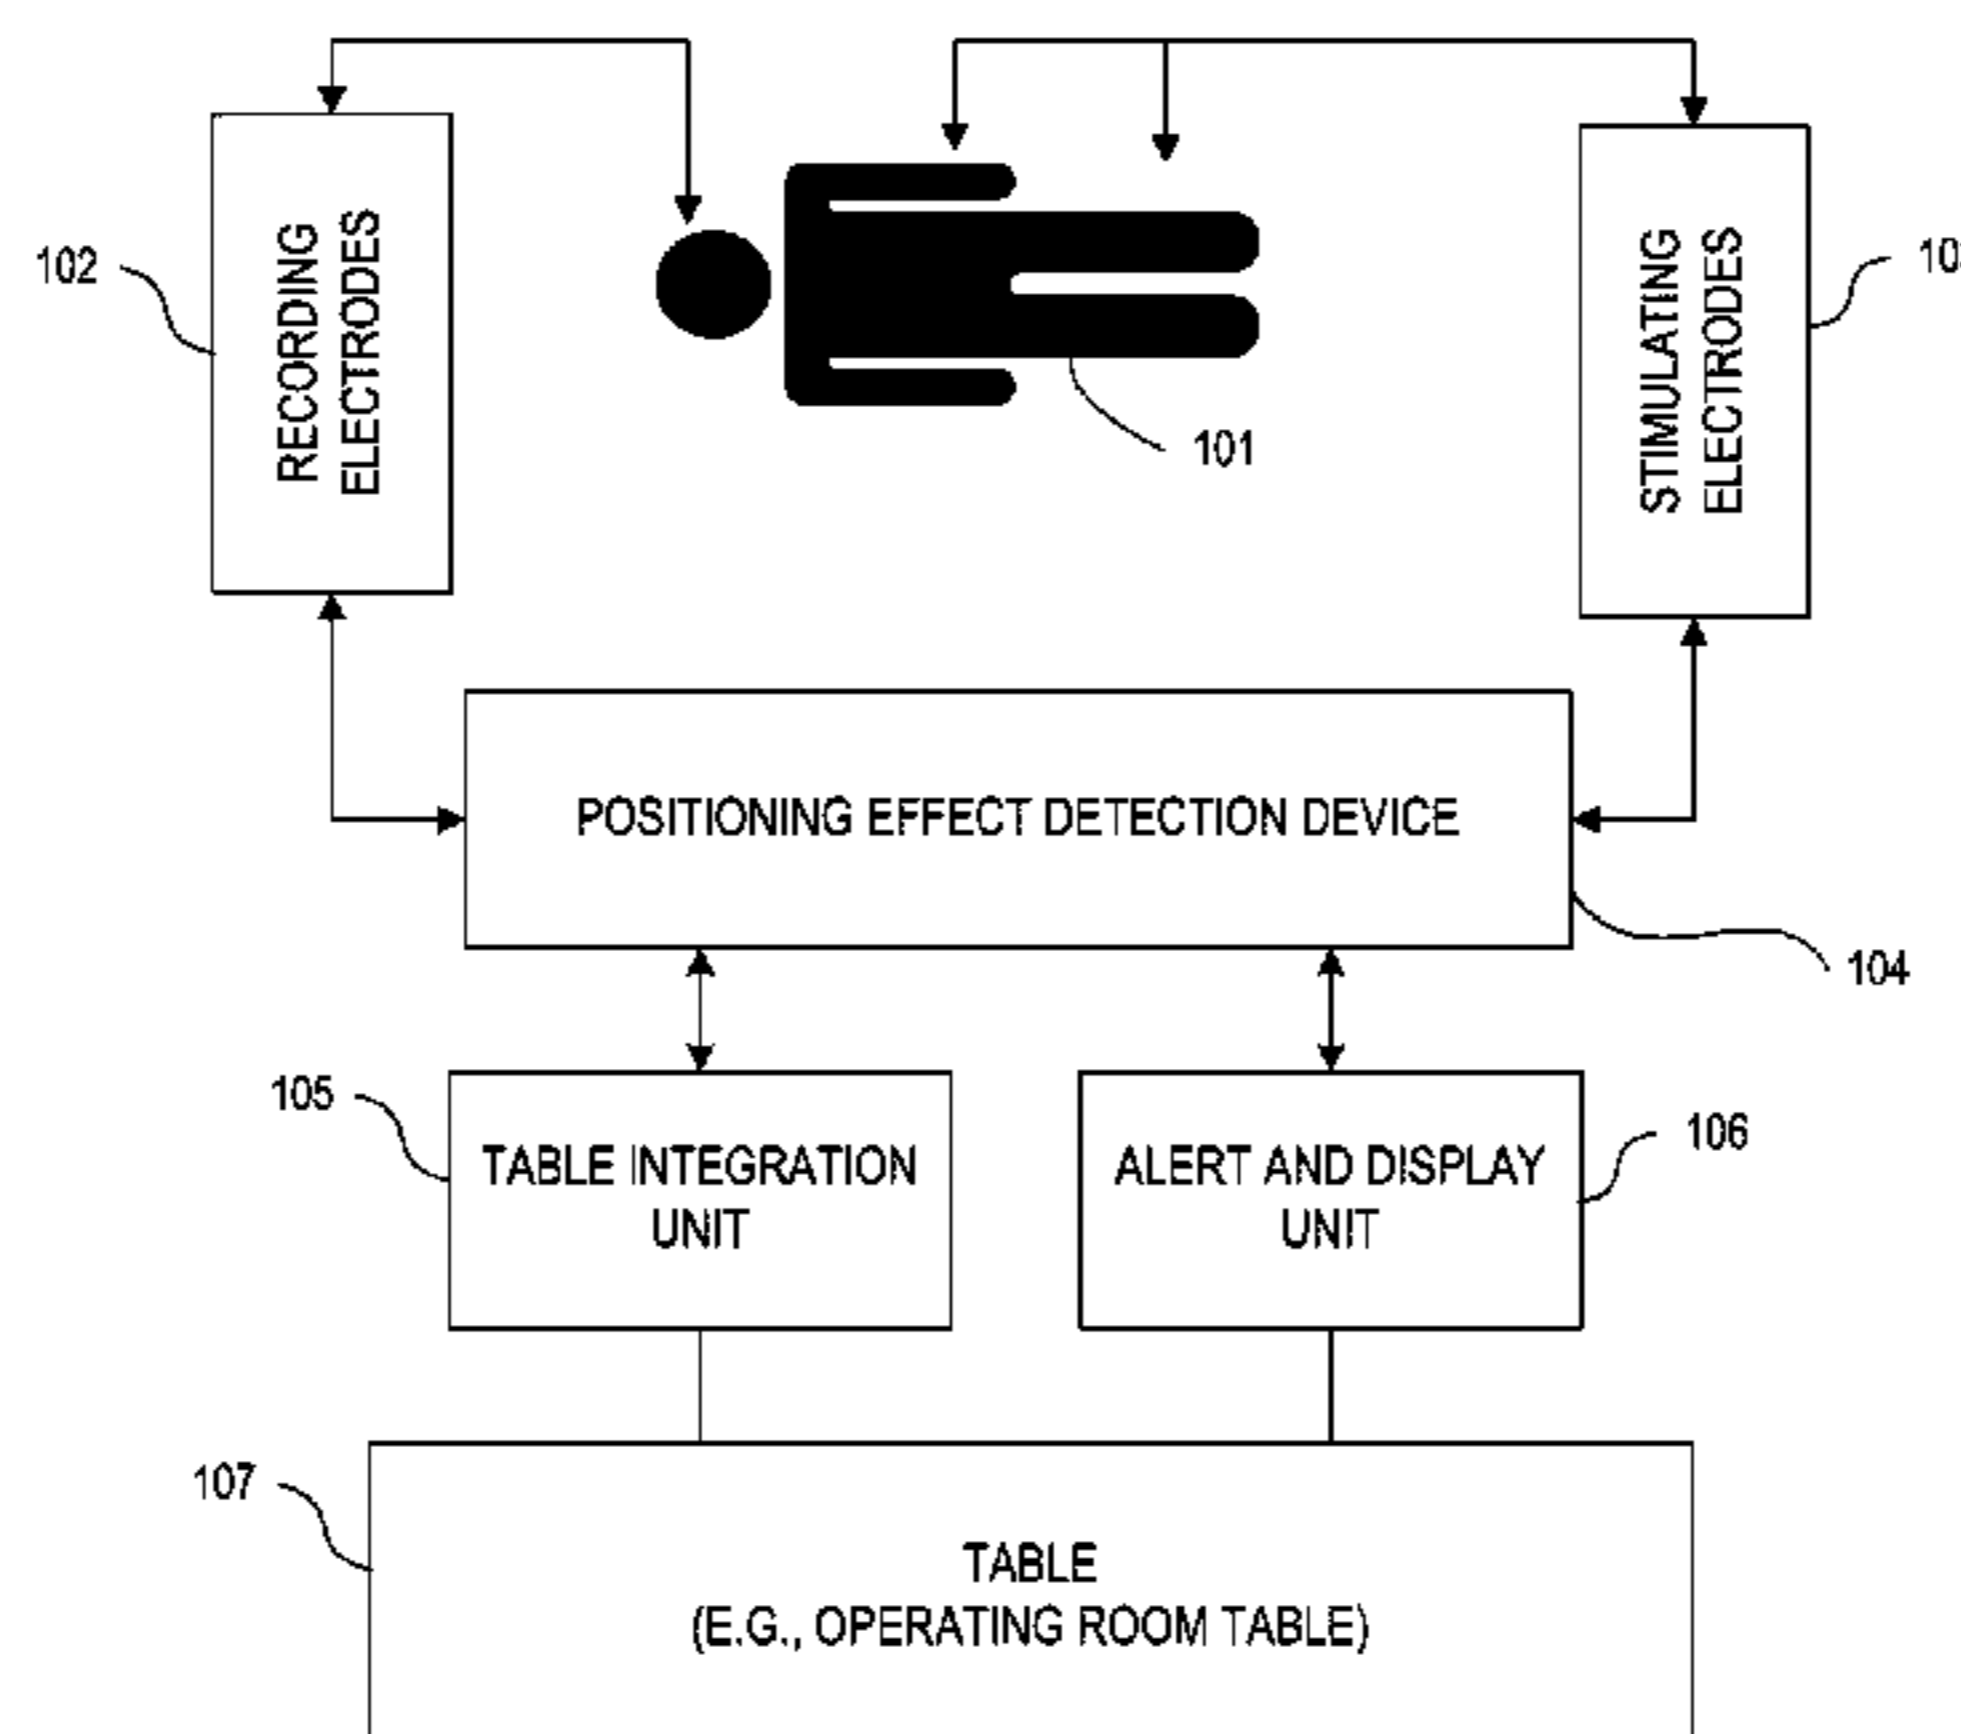 102
RECORDING
ELECTRODES
101
STIMULATING
ELECTRODES
POSITIONING EFFECT DETECTION DEVICE
104
105
TABLE INTEGRATION
UNIT
ALERT AND DISPLAY
UNIT
106
107
TABLE
(E.G., OPERATING ROOM TABLE)